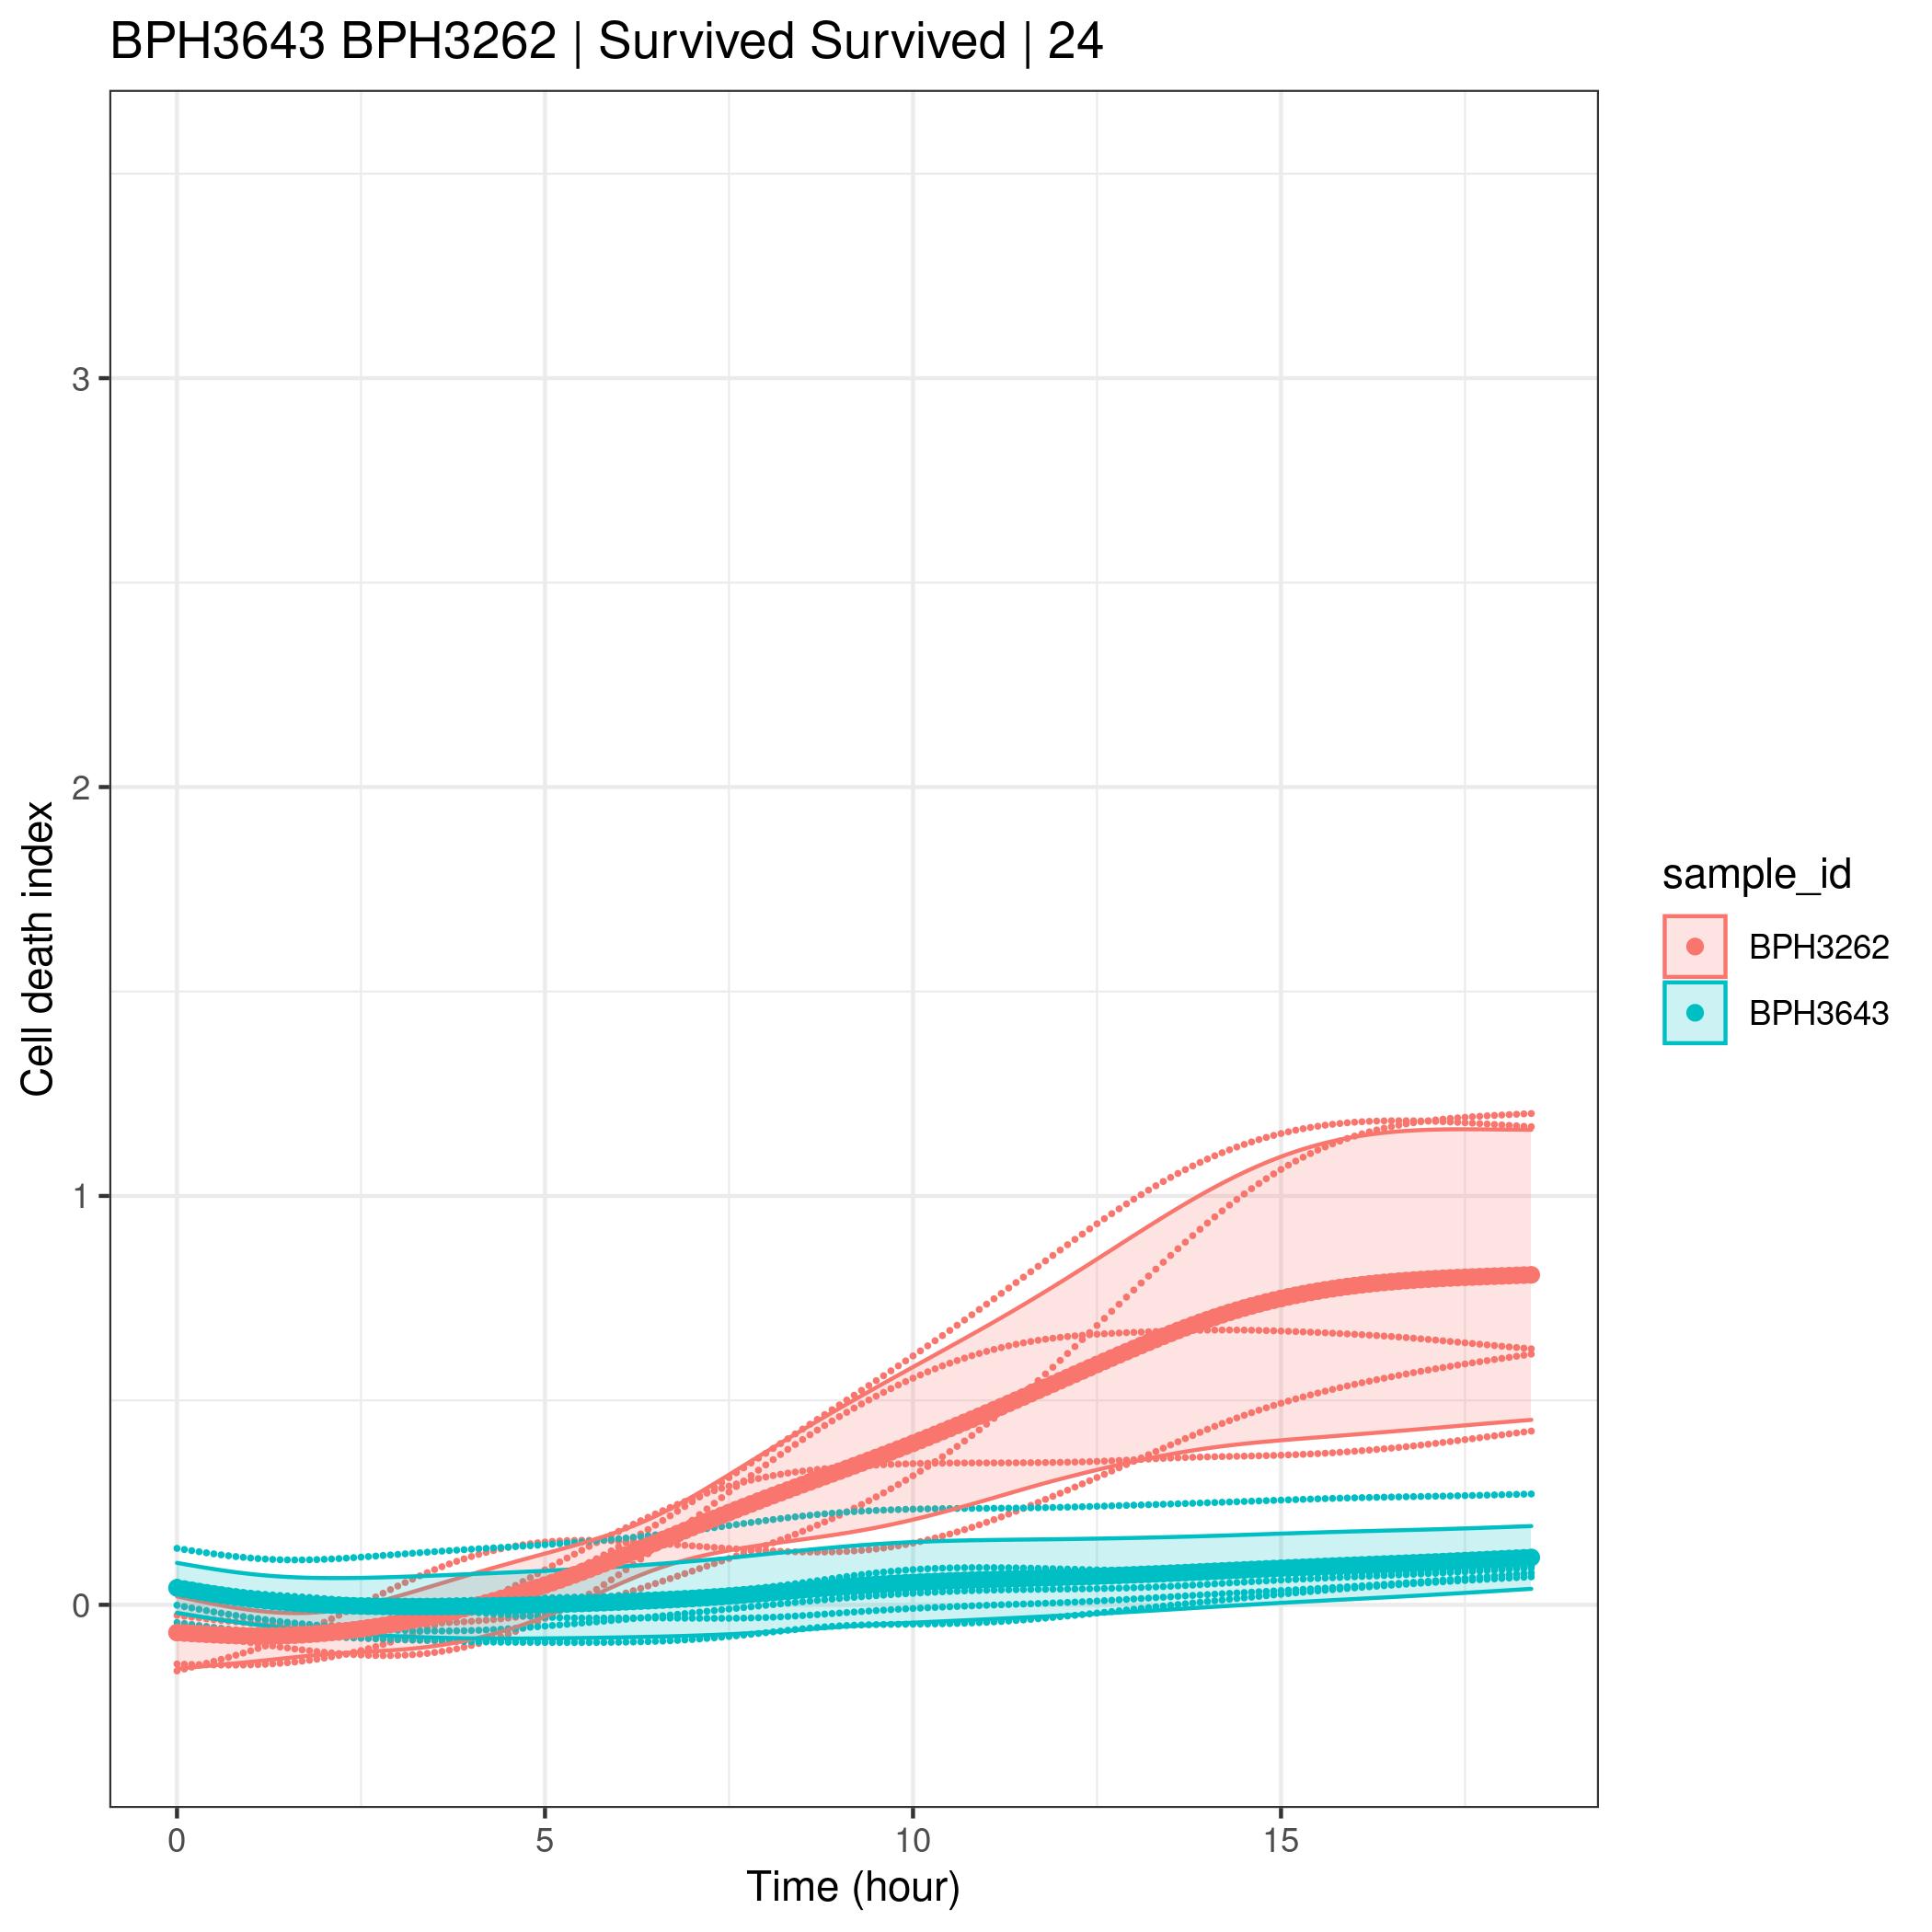 BPH3643 BPH3262 | Survived Survived | 24
3
2
1
0
Cell death index
0 5 10 15
Time (hour)
sample_id
BPH3262
BPH3643